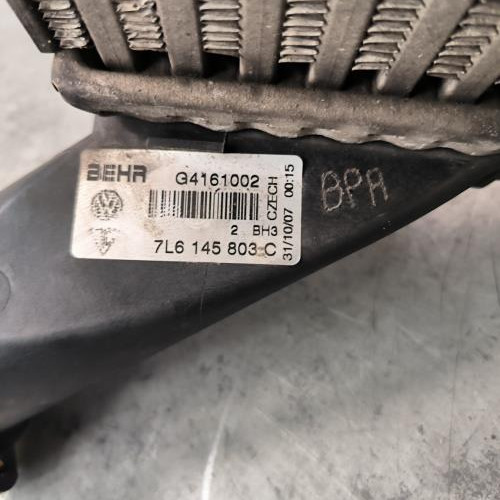 BEHR G4161002
2 BH3
7L6 145 803 C
CZECH
31/10/07 00:15
BPA